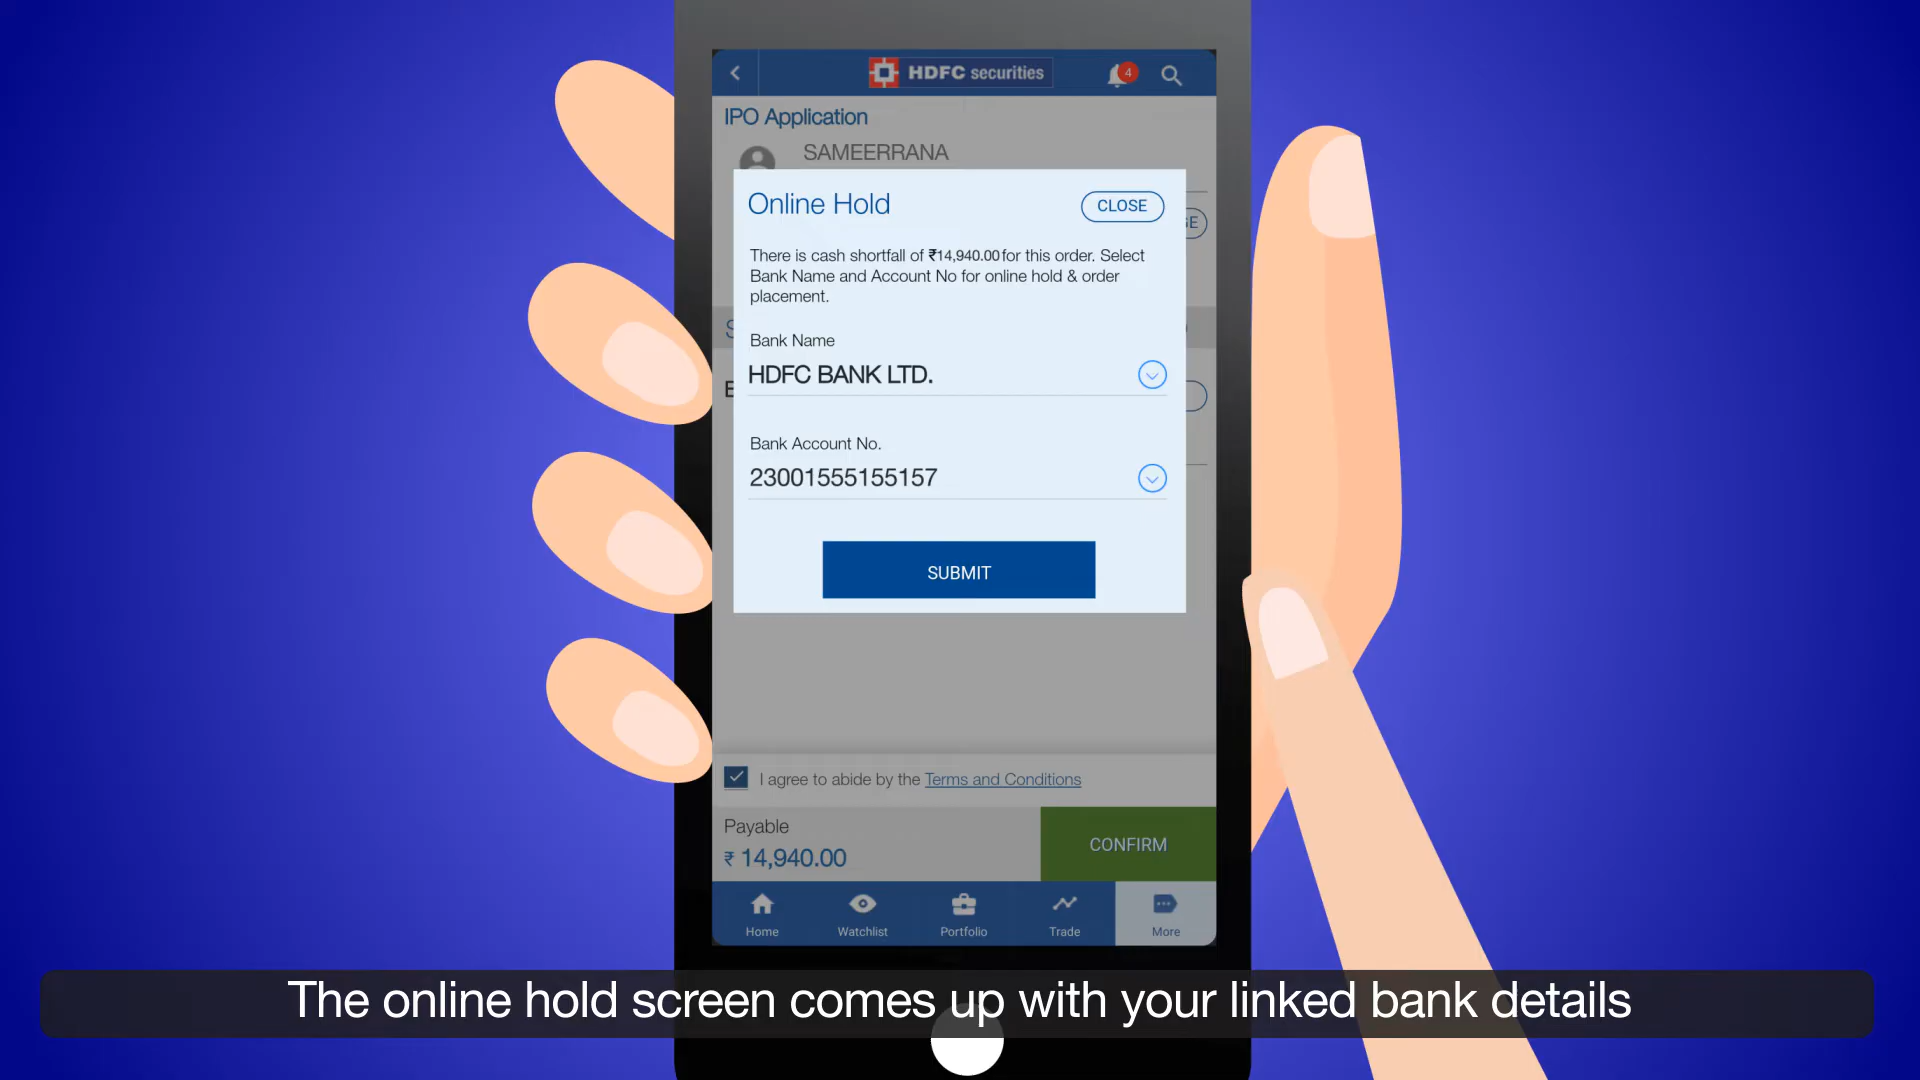 HDFC securities
4
IPO Application
SAMEERRANA
Online Hold
CLOSE
GE
There is cash shortfall of ₹14,940.00 for this order. Select
Bank Name and Account No for online hold & order
placement.
Bank Name
HDFC BANK LTD.
Bank Account No.
23001555155157
SUBMIT
I agree to abide by the Terms and Conditions
Payable
₹ 14,940.00
CONFIRM
Home
Watchlist
Portfolio
Trade
More
The online hold screen comes up with your linked bank details